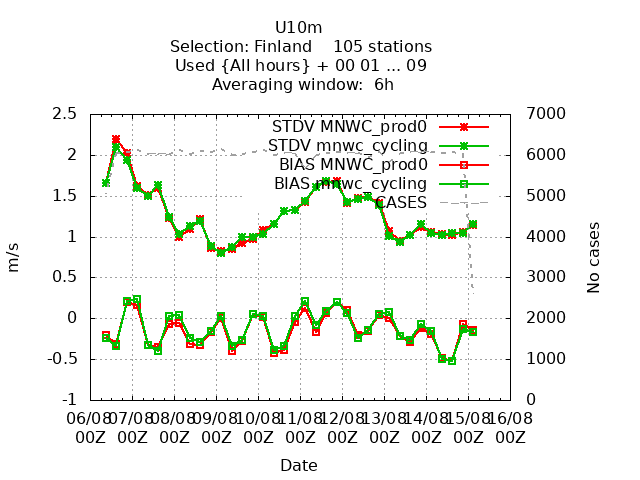 U10m
Selection: Finland 105 stations
Used {All hours} + 00 01 ... 09
Averaging window: 6h
2.5 STDV MNWC_prod0 7000
2 STDV mnwc_cycling 6000
BIAS MNWC_prod0
1.5 BIAS mnwc_cycling 5000
CASES
1 4000
0.5 3000
0 2000
-0.5 1000
-1 0
m/s
No cases
06/08 07/08 08/08 09/08 10/08 11/08 12/08 13/08 14/08 15/08 16/08
00Z 00Z 00Z 00Z 00Z 00Z 00Z 00Z 00Z 00Z 00Z
Date